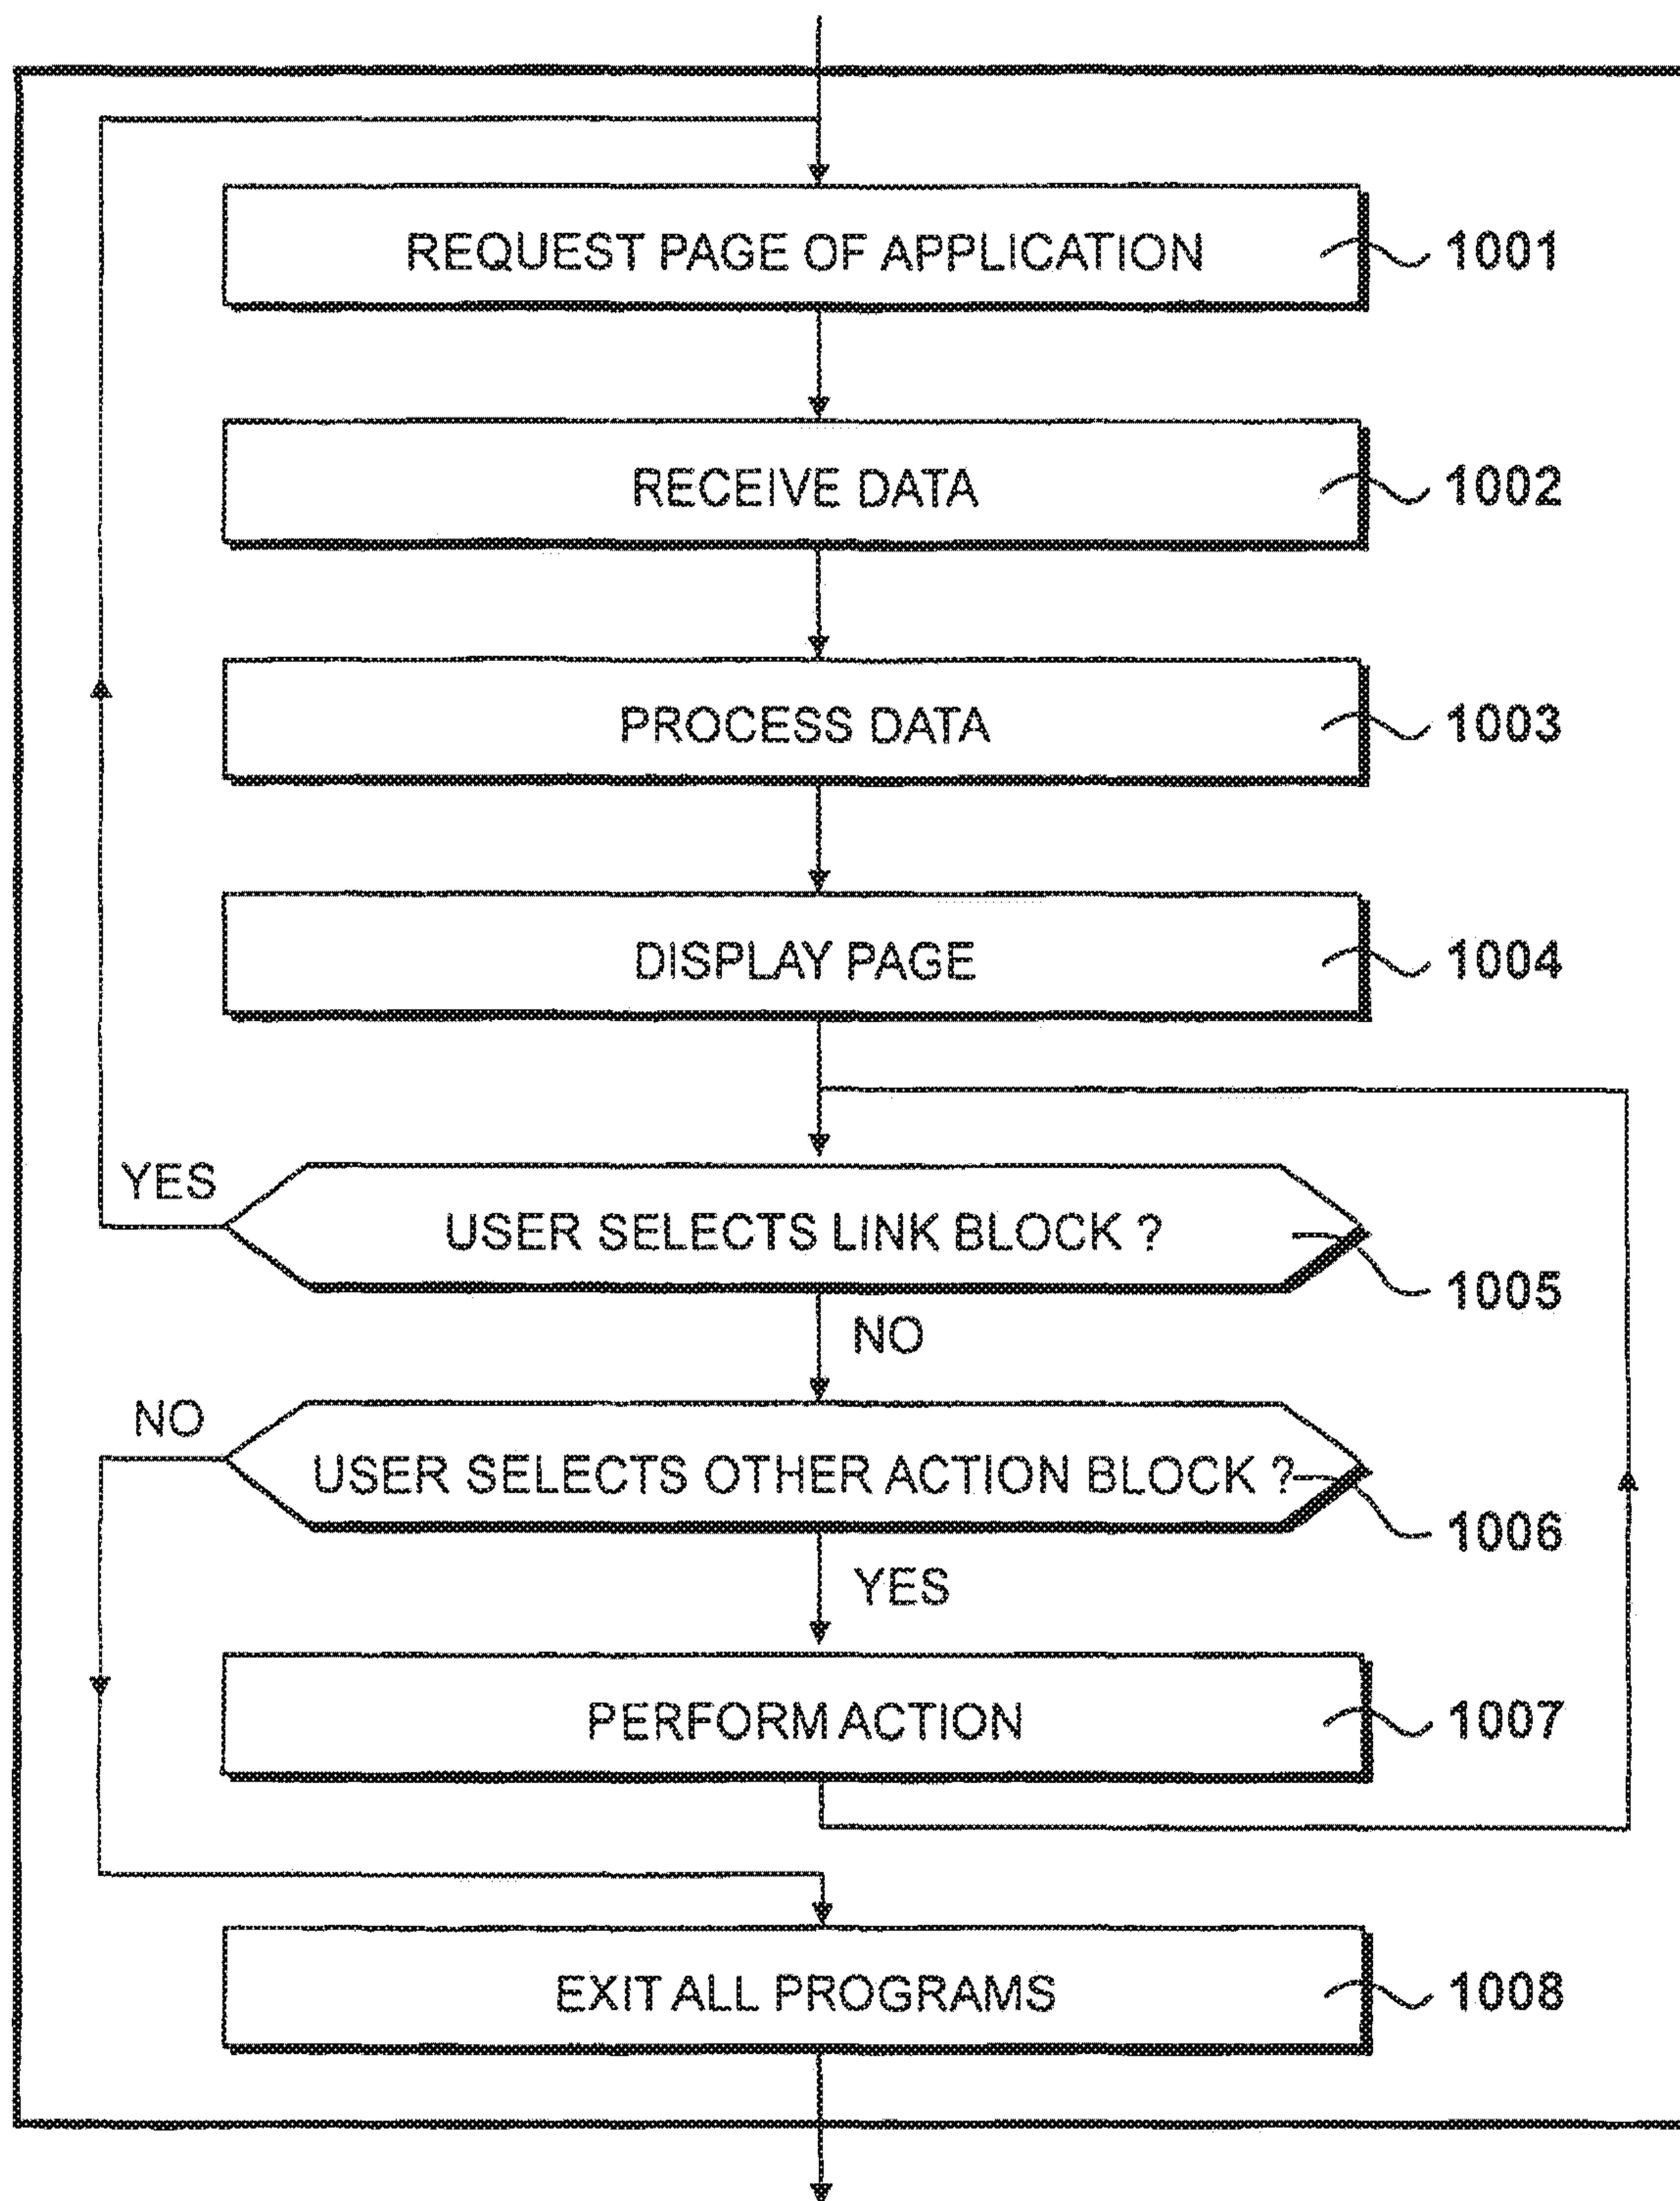 REQUEST PAGE OF APPLICATION 1001
RECEIVE DATA 1002
PROCESS DATA 1003
DISPLAY PAGE 1004
YES
USER SELECTS LINK BLOCK ?
1005
NO
NO
USER SELECTS OTHER ACTION BLOCK ?
1006
YES
PERFORM ACTION 1007
EXIT ALL PROGRAMS 1008